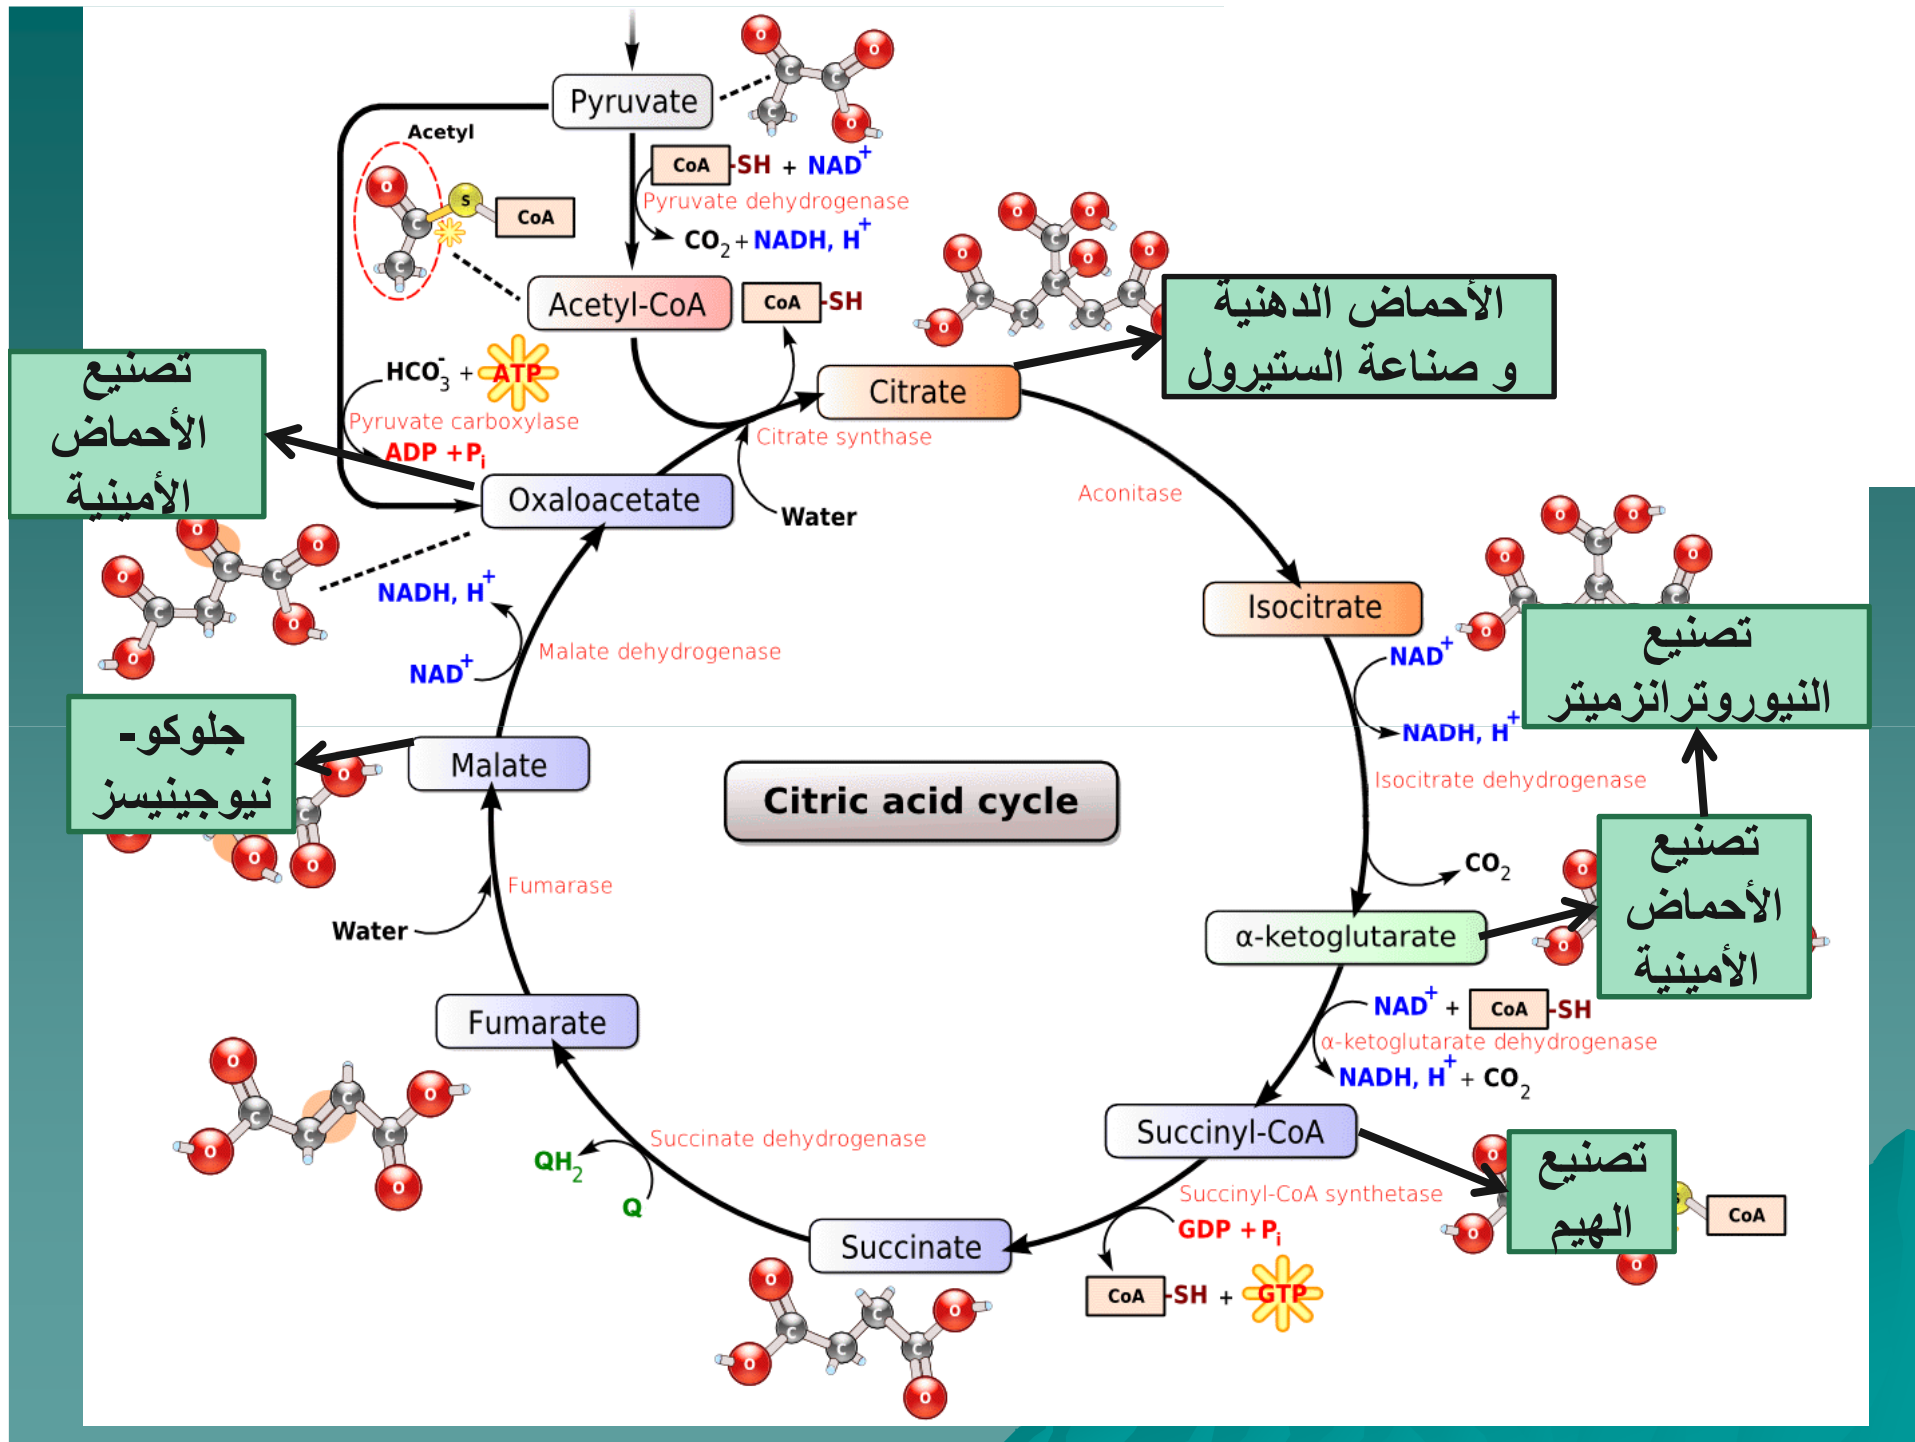 Pyruvate
Acetyl
CoA-SH + NAD+
Pyruvate dehydrogenase
CO2 + NADH, H+
S
CoA
Acetyl-CoA
CoA-SH
الأحماض الدهنية
و صناعة الستيرول
HCO3- + ATP
Pyruvate carboxylase
ADP + Pi
تصنيع
الأحماض
الأمينية
Citrate
Citrate synthase
Water
Oxaloacetate
Aconitase
Isocitrate
NAD+
NADH, H+
Isocitrate dehydrogenase
CO2
تصنيع
النيوروترانزميتر
تصنيع
الأحماض
الأمينية
NADH, H+
NAD+
Malate dehydrogenase
جلوكو-
نيوجينيسز
Malate
Citric acid cycle
Fumarase
Water
α-ketoglutarate
NAD+ + CoA-SH
α-ketoglutarate dehydrogenase
NADH, H+ + CO2
Fumarate
Succinyl-CoA
تصنيع
الهيم
CoA
Succinate dehydrogenase
QH2
Q
Succinyl-CoA synthetase
GDP + Pi
CoA-SH + GTP
Succinate